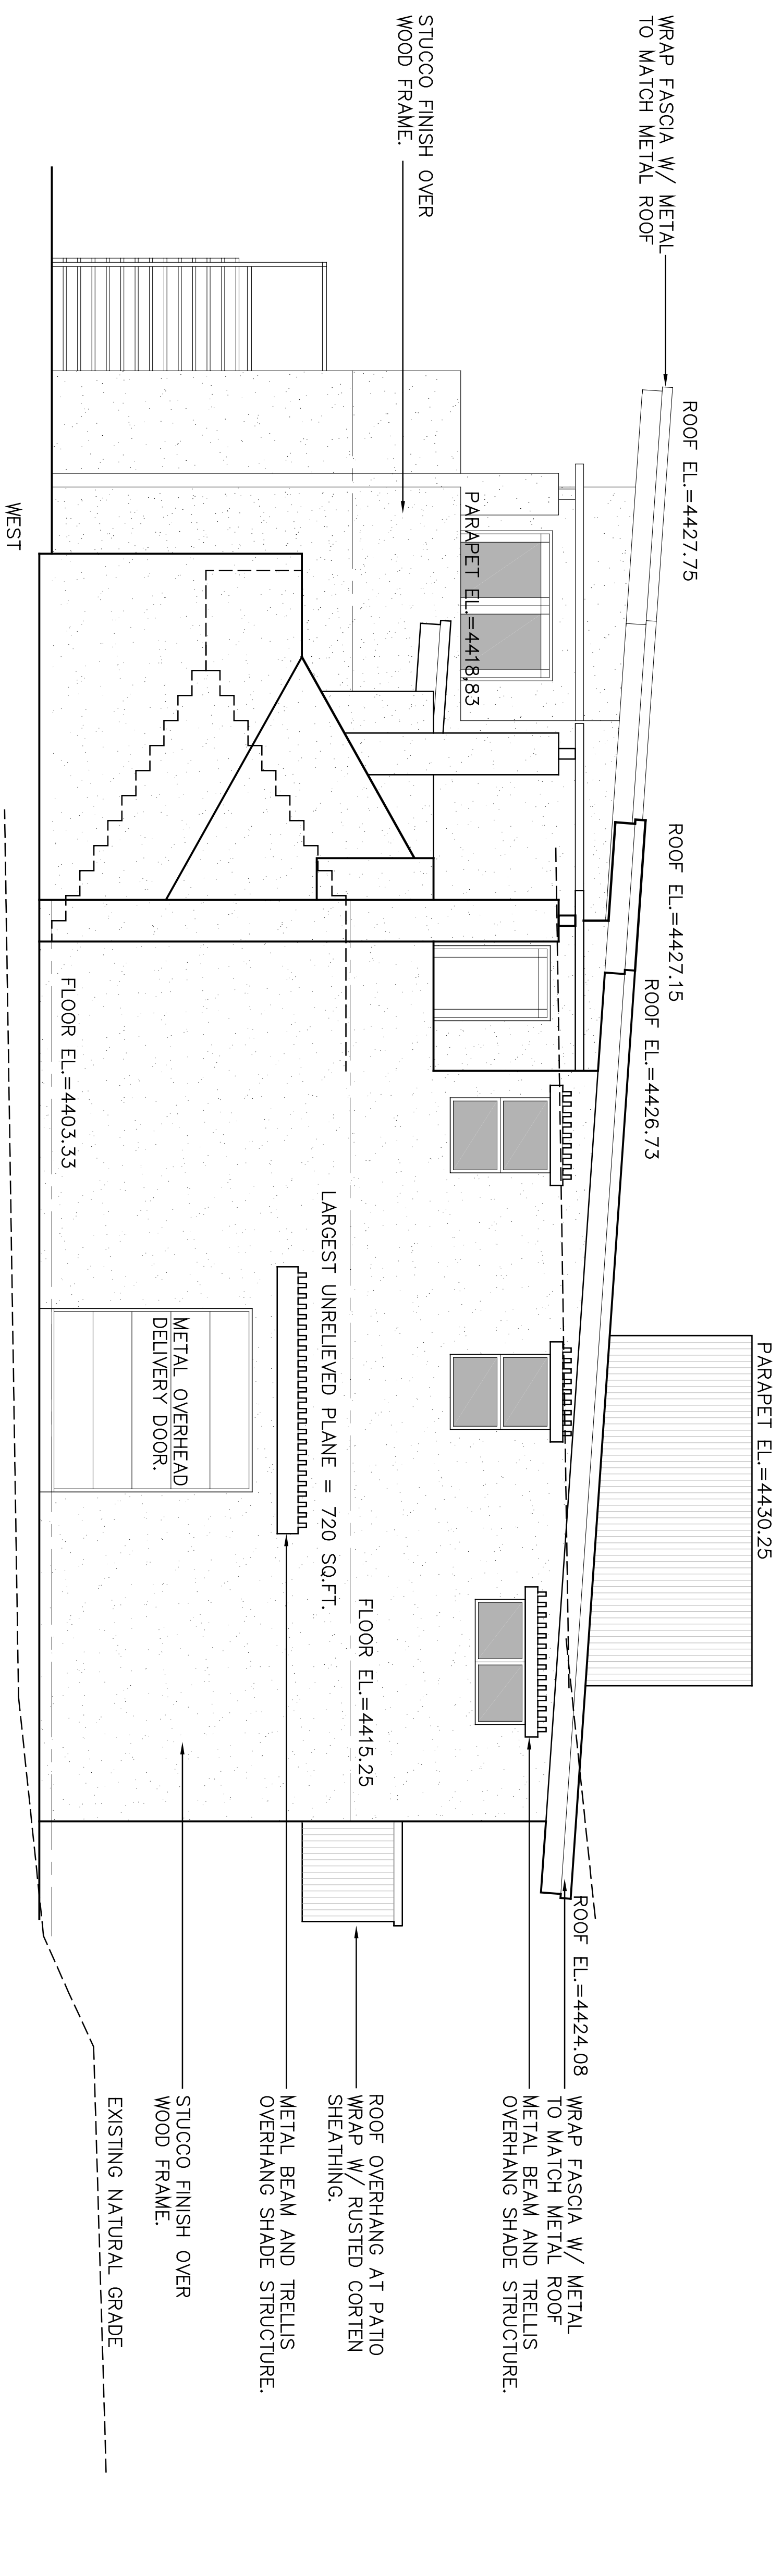 WRAP FASCIA W/ METAL
TO MATCH METAL ROOF
STUCCO FINISH OVER
WOOD FRAME.
ROOF EL.=4427.75
PARAPET EL.=4418.83
ROOF EL.=4427.15
ROOF EL.=4426.73
PARAPET EL.=4430.25
FLOOR EL.=4403.33
LARGEST UNRELIEVED PLANE = 720 SQ.FT.
METAL OVERHEAD
DELIVERY DOOR.
FLOOR EL.=4415.25
ROOF EL.=4424.08
WRAP FASCIA W/ METAL
TO MATCH METAL ROOF
METAL BEAM AND TRELLIS
OVERHANG SHADE STRUCTURE.
ROOF OVERHANG AT PATIO
WRAP W/ RUSTED CORTEN
SHEATHING.
METAL BEAM AND TRELLIS
OVERHANG SHADE STRUCTURE.
STUCCO FINISH OVER
WOOD FRAME.
EXISTING NATURAL GRADE
WEST